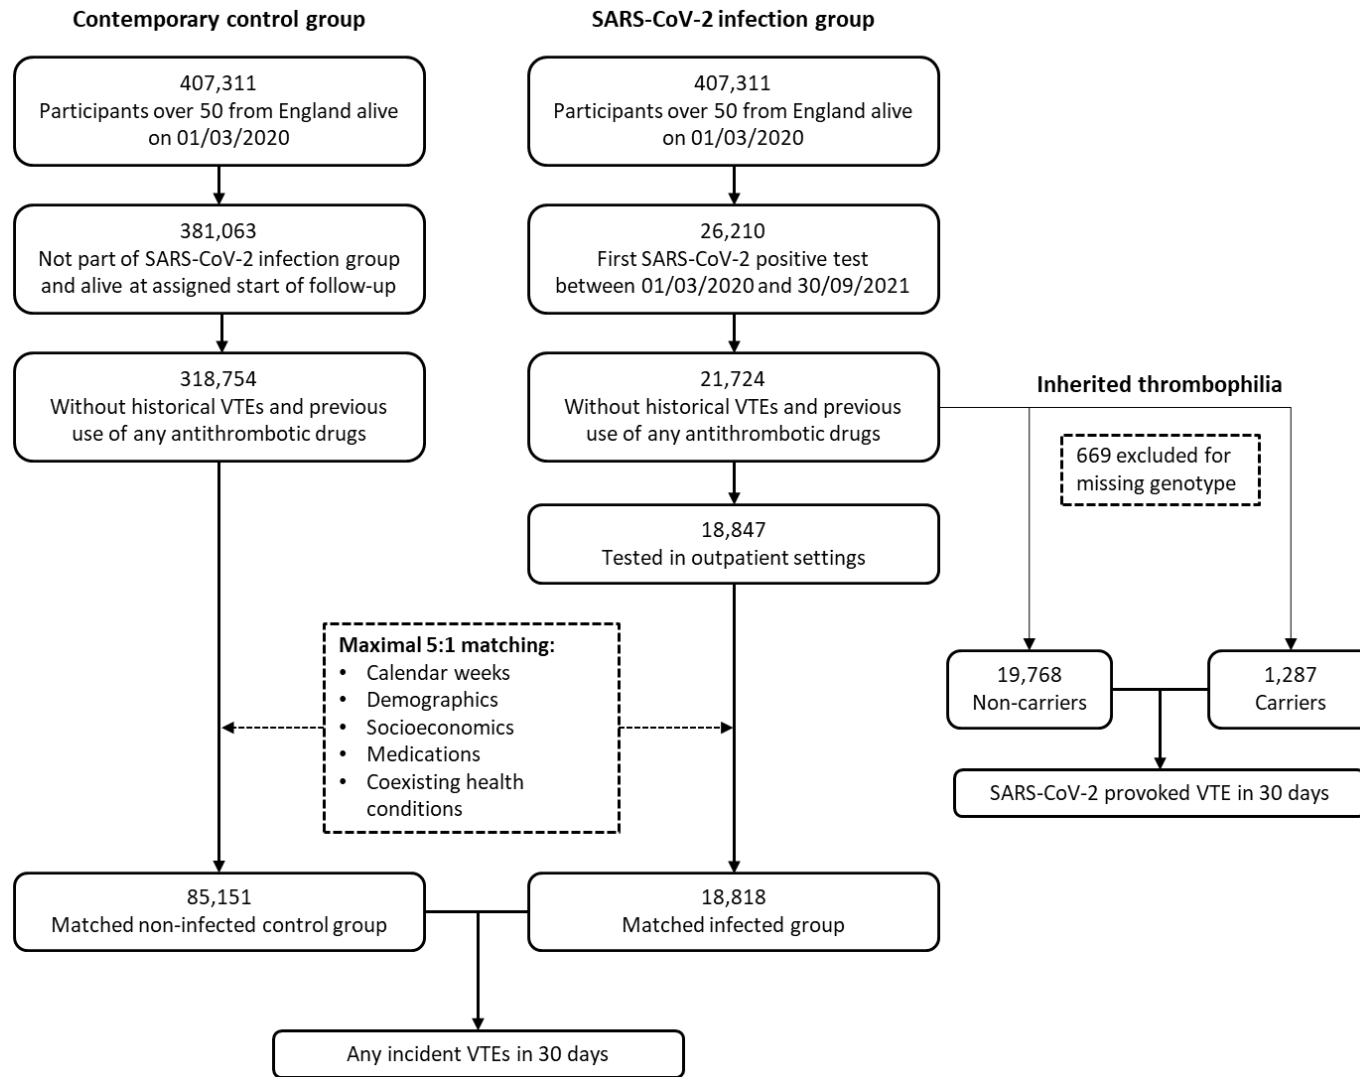 Contemporary control group
SARS-CoV-2 infection group
407,311
Participants over 50 from England alive
on 01/03/2020
407,311
Participants over 50 from England alive
on 01/03/2020
381,063
Not part of SARS-CoV-2 infection group
and alive at assigned start of follow-up
26,210
First SARS-CoV-2 positive test
between 01/03/2020 and 30/09/2021
318,754
Without historical VTEs and previous
use of any antithrombotic drugs
21,724
Without historical VTEs and previous
use of any antithrombotic drugs
Inherited thrombophilia
669 excluded for
missing genotype
18,847
Tested in outpatient settings
Maximal 5:1 matching:
• Calendar weeks
• Demographics
• Socioeconomics
• Medications
• Coexisting health
conditions
19,768
Non-carriers
1,287
Carriers
SARS-CoV-2 provoked VTE in 30 days
85,151
Matched non-infected control group
18,818
Matched infected group
Any incident VTEs in 30 days